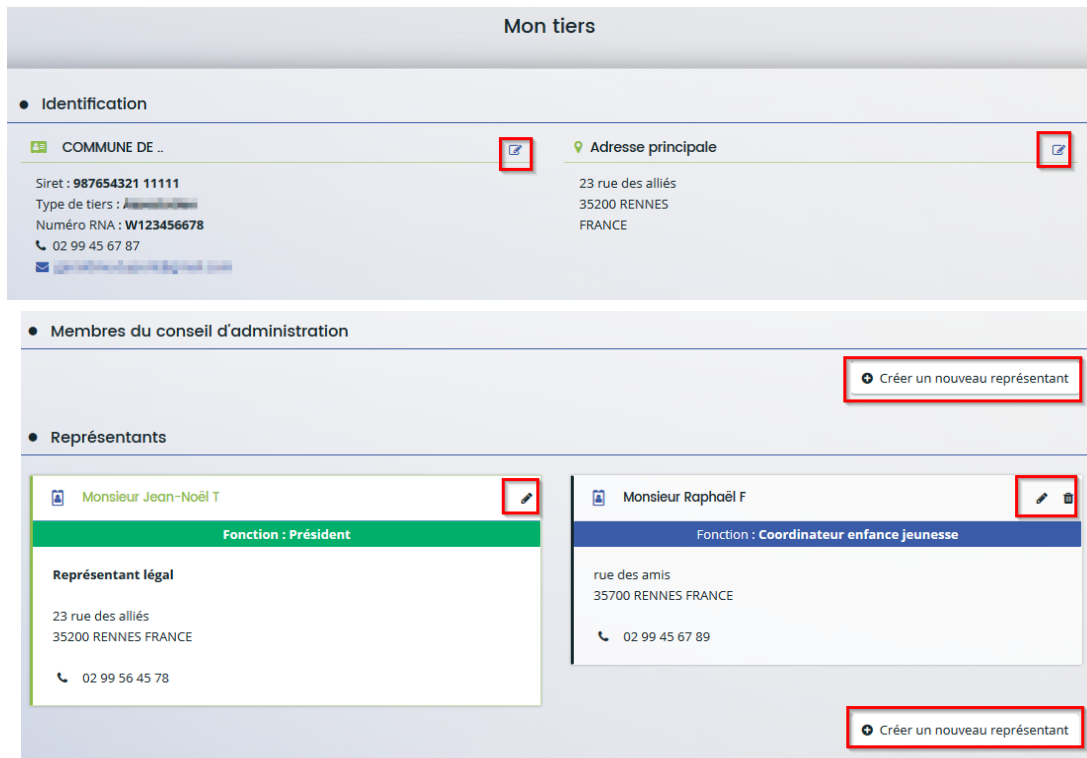 Mon tiers
Identification
COMMUNE DE ..
Siret : 987654321 11111
Type de tiers :
Numéro RNA : W123456678
02 99 45 67 87
Adresse principale
23 rue des alliés
35200 RENNES
FRANCE
Membres du conseil d'administration
Créer un nouveau représentant
Représentants
Monsieur Jean-Noël T
Fonction : Président
Représentant légal
23 rue des alliés
35200 RENNES FRANCE
02 99 56 45 78
Monsieur Raphaël F
Fonction : Coordinateur enfance jeunesse
rue des amis
35700 RENNES FRANCE
02 99 45 67 89
Créer un nouveau représentant